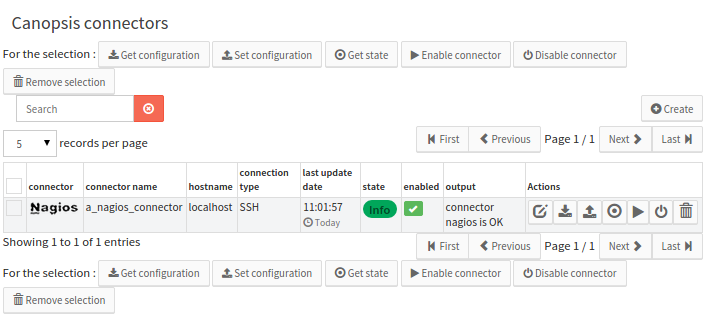 Canopsis connectors
For the selection : Get configuration Set configuration Get state Enable connector Disable connector
Remove selection
Search
Create
5 records per page
First Previous Page 1 / 1 Next Last
connector connector name hostname connection type last update date state enabled output Actions
Nagios a_nagios_connector localhost SSH 11:01:57 Today Info connector nagios is OK
Showing 1 to 1 of 1 entries
First Previous Page 1 / 1 Next Last
For the selection : Get configuration Set configuration Get state Enable connector Disable connector
Remove selection